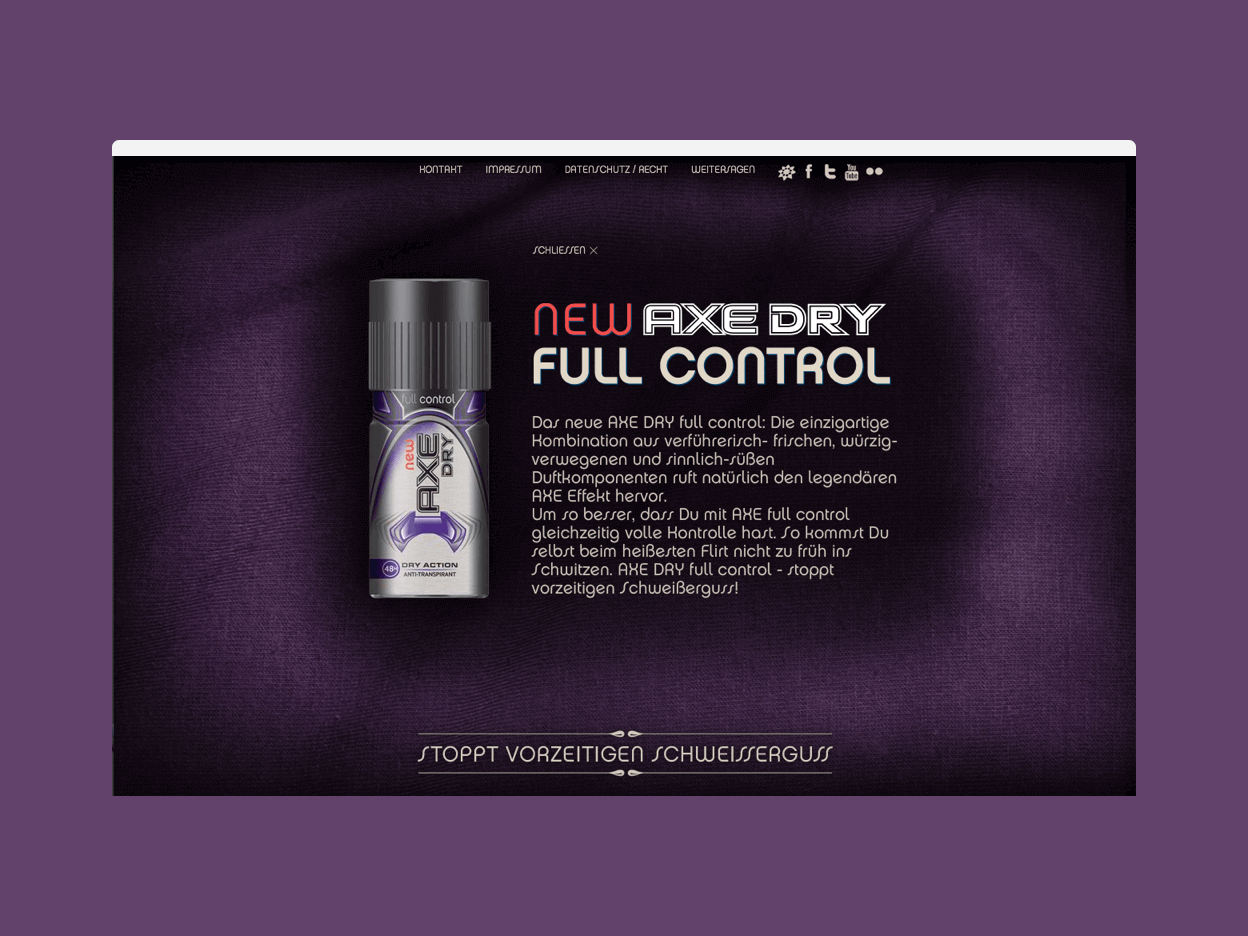 KONTAKT IMPRESSUM DATENSCHUTZ / RECHT WEITERSAGEN You Tube
SCHLIESSEN ×
NEW AXE DRY
FULL CONTROL
full control
new
AXE
DRY
48H DRY ACTION
ANTI-TRANSPIRANT
Das neue AXE DRY full control: Die einzigartige
Kombination aus verführerisch- frischen, würzig-
verwegenen und sinnlich-süßen
Duftkomponenten ruft natürlich den legendären
AXE Effekt hervor.
Um so besser, dass Du mit AXE full control
gleichzeitig volle Kontrolle hast. So kommst Du
selbst beim heißesten Flirt nicht zu früh ins
Schwitzen. AXE DRY full control - stoppt
vorzeitigen Schweißerguss!
STOPPT VORZEITIGEN SCHWEISSERGUSS